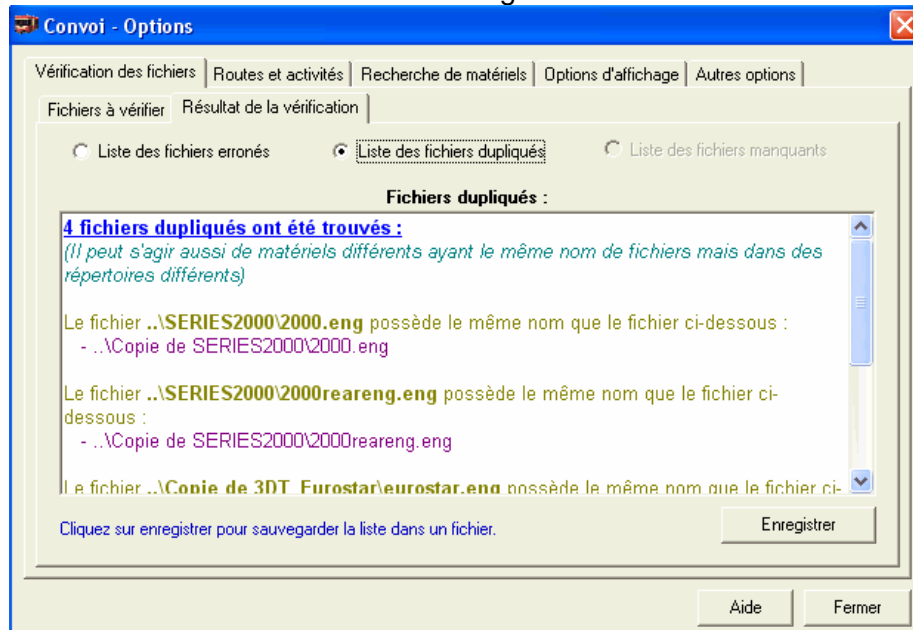 Convoi - Options
Vérification des fichiers Routes et activités Recherche de matériels Options d'affichage Autres options
Fichiers à vérifier Résultat de la vérification
Liste des fichiers erronés Liste des fichiers dupliqués Liste des fichiers manquants
Fichiers dupliqués :
4 fichiers dupliqués ont été trouvés :
(Il peut s'agir aussi de matériels différents ayant le même nom de fichiers mais dans des
répertoires différents)
Le fichier ..\SERIES2000\2000.eng possède le même nom que le fichier ci-dessous :
- ..\Copie de SERIES2000\2000.eng
Le fichier ..\SERIES2000\2000reareng.eng possède le même nom que le fichier ci-
dessous :
- ..\Copie de SERIES2000\2000reareng.eng
Le fichier ..\Copie de 3DT_Eurostar\eurostar.eng possède le même nom que le fichier ci-
Cliquez sur enregistrer pour sauvegarder la liste dans un fichier.
Enregistrer
Aide Fermer